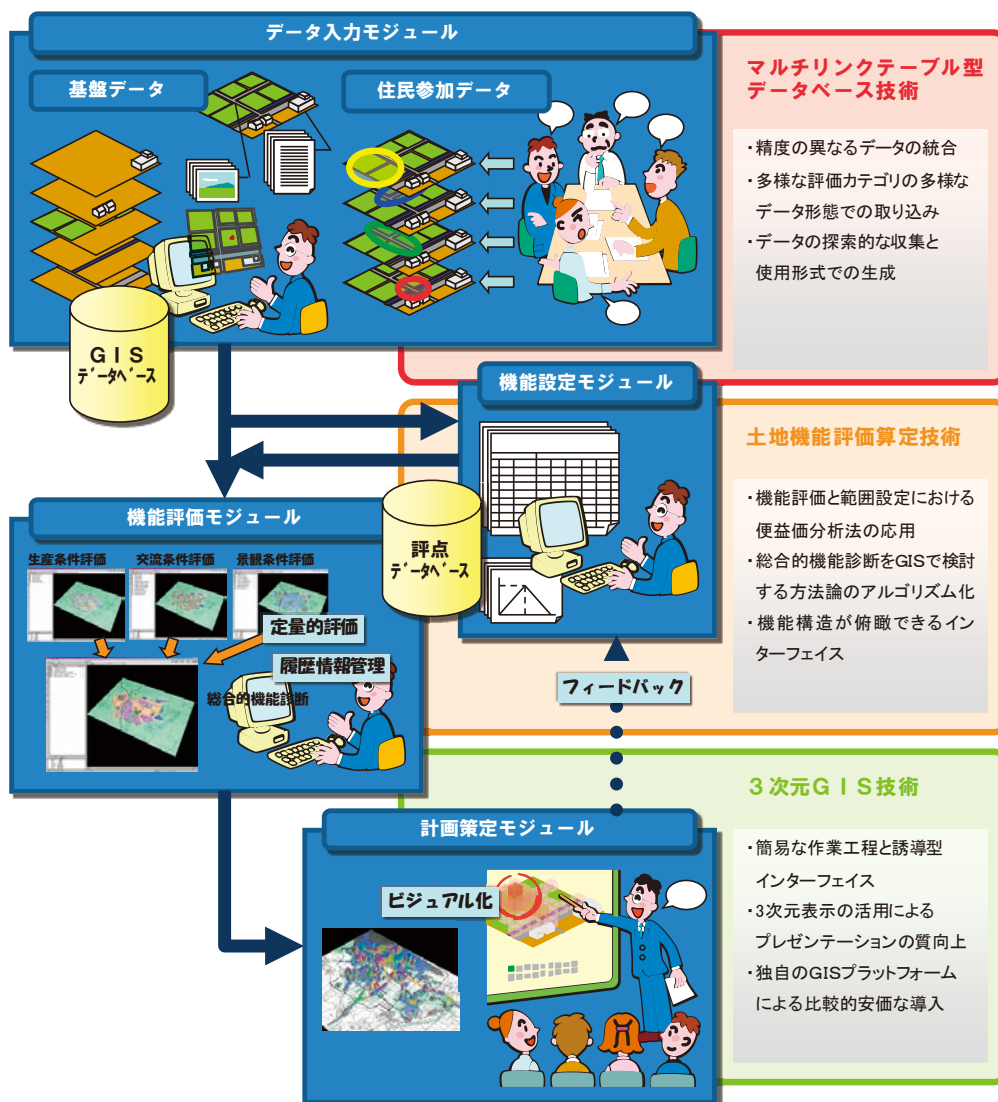 データ入力モジュール
基盤データ
住民参加データ
GIS
データベース
マルチリンクテーブル型
データベース技術
・精度の異なるデータの統合
・多様な評価カテゴリの多様な
データ形態での取り込み
・データの探索的な収集と
使用形式での生成
機能設定モジュール
評点
データベース
土地機能評価算定技術
・機能評価と範囲設定における
便益価分析法の応用
・総合的機能診断をGISで検討
する方法論のアルゴリズム化
・機能構造が俯瞰できるイン
ターフェイス
機能評価モジュール
生産条件評価
交流条件評価
景観条件評価
定量的評価
履歴情報管理
総合的機能診断
フィードバック
計画策定モジュール
ビジュアル化
3次元GIS技術
・簡易な作業工程と誘導型
インターフェイス
・3次元表示の活用による
プレゼンテーションの質向上
・独自のGISプラットフォーム
による比較的安価な導入